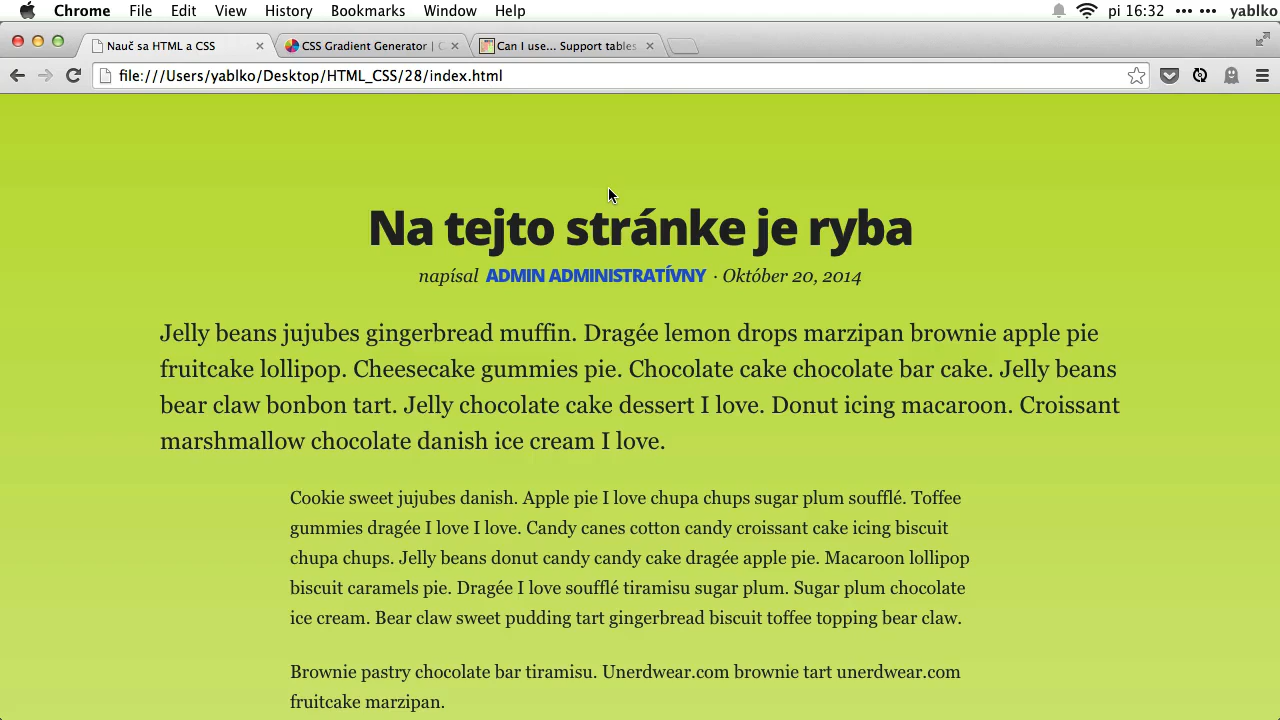 Chrome File Edit View History Bookmarks Window Help pi 16:32 yablko
Nauč sa HTML a CSS CSS Gradient Generator | C Can I use... Support tables
file:///Users/yablko/Desktop/HTML_CSS/28/index.html
Na tejto stránke je ryba
napísal ADMIN ADMINISTRATÍVNY · Október 20, 2014
Jelly beans jujubes gingerbread muffin. Dragée lemon drops marzipan brownie apple pie
fruitcake lollipop. Cheesecake gummies pie. Chocolate cake chocolate bar cake. Jelly beans
bear claw bonbon tart. Jelly chocolate cake dessert I love. Donut icing macaroon. Croissant
marshmallow chocolate danish ice cream I love.
Cookie sweet jujubes danish. Apple pie I love chupa chups sugar plum soufflé. Toffee
gummies dragée I love I love. Candy canes cotton candy croissant cake icing biscuit
chupa chups. Jelly beans donut candy candy cake dragée apple pie. Macaroon lollipop
biscuit caramels pie. Dragée I love soufflé tiramisu sugar plum. Sugar plum chocolate
ice cream. Bear claw sweet pudding tart gingerbread biscuit toffee topping bear claw.
Brownie pastry chocolate bar tiramisu. Unerdwear.com brownie tart unerdwear.com
fruitcake marzipan.